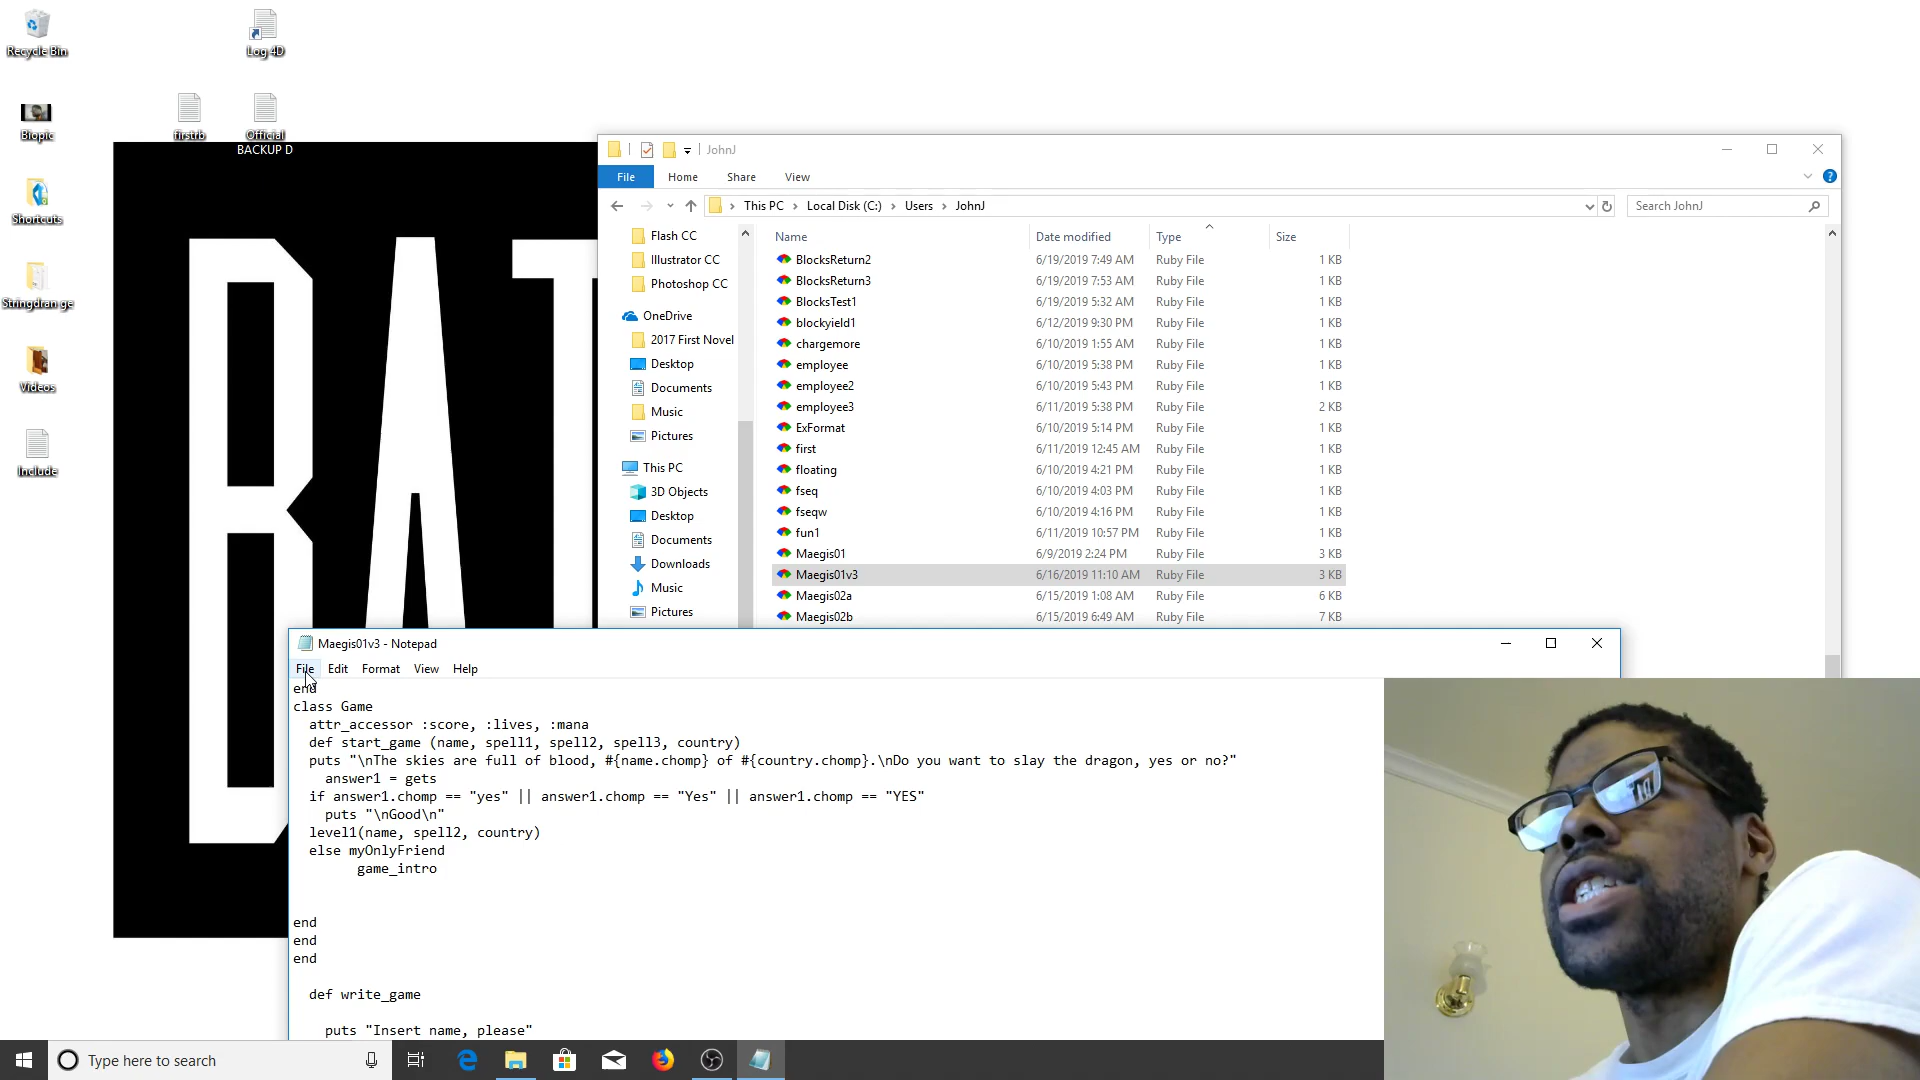 Recycle Bin
Log 4D
Biopic
firstrb
Official
BACKUP D
Shortcuts
Stringdran ge
Videos
Include
BAT
JohnJ
File Home Share View
This PC > Local Disk (C:) > Users > JohnJ
Search JohnJ
Flash CC
Illustrator CC
Photoshop CC
OneDrive
2017 First Novel
Desktop
Documents
Music
Pictures
This PC
3D Objects
Desktop
Documents
Downloads
Music
Pictures
Name Date modified Type Size
BlocksReturn2 6/19/2019 7:49 AM Ruby File 1 KB
BlocksReturn3 6/19/2019 7:53 AM Ruby File 1 KB
BlocksTest1 6/19/2019 5:32 AM Ruby File 1 KB
blockyield1 6/12/2019 9:30 PM Ruby File 1 KB
chargemore 6/10/2019 1:55 AM Ruby File 1 KB
employee 6/10/2019 5:38 PM Ruby File 1 KB
employee2 6/10/2019 5:43 PM Ruby File 1 KB
employee3 6/11/2019 5:38 PM Ruby File 2 KB
ExFormat 6/10/2019 5:14 PM Ruby File 1 KB
first 6/11/2019 12:45 AM Ruby File 1 KB
floating 6/10/2019 4:21 PM Ruby File 1 KB
fseq 6/10/2019 4:03 PM Ruby File 1 KB
fseqw 6/10/2019 4:16 PM Ruby File 1 KB
fun1 6/11/2019 10:57 PM Ruby File 1 KB
Maegis01 6/9/2019 2:24 PM Ruby File 3 KB
Maegis01v3 6/16/2019 11:10 AM Ruby File 3 KB
Maegis02a 6/15/2019 1:08 AM Ruby File 6 KB
Maegis02b 6/15/2019 6:49 AM Ruby File 7 KB
Maegis01v3 - Notepad
File Edit Format View Help
end
class Game
attr_accessor :score, :lives, :mana
def start_game (name, spell1, spell2, spell3, country)
puts "\nThe skies are full of blood, #{name.chomp} of #{country.chomp}.\nDo you want to slay the dragon, yes or no?"
answer1 = gets
if answer1.chomp == "yes" || answer1.chomp == "Yes" || answer1.chomp == "YES"
puts "\nGood\n"
level1(name, spell2, country)
else myOnlyFriend
game_intro
end
end
end
def write_game
puts "Insert name, please"
Type here to search